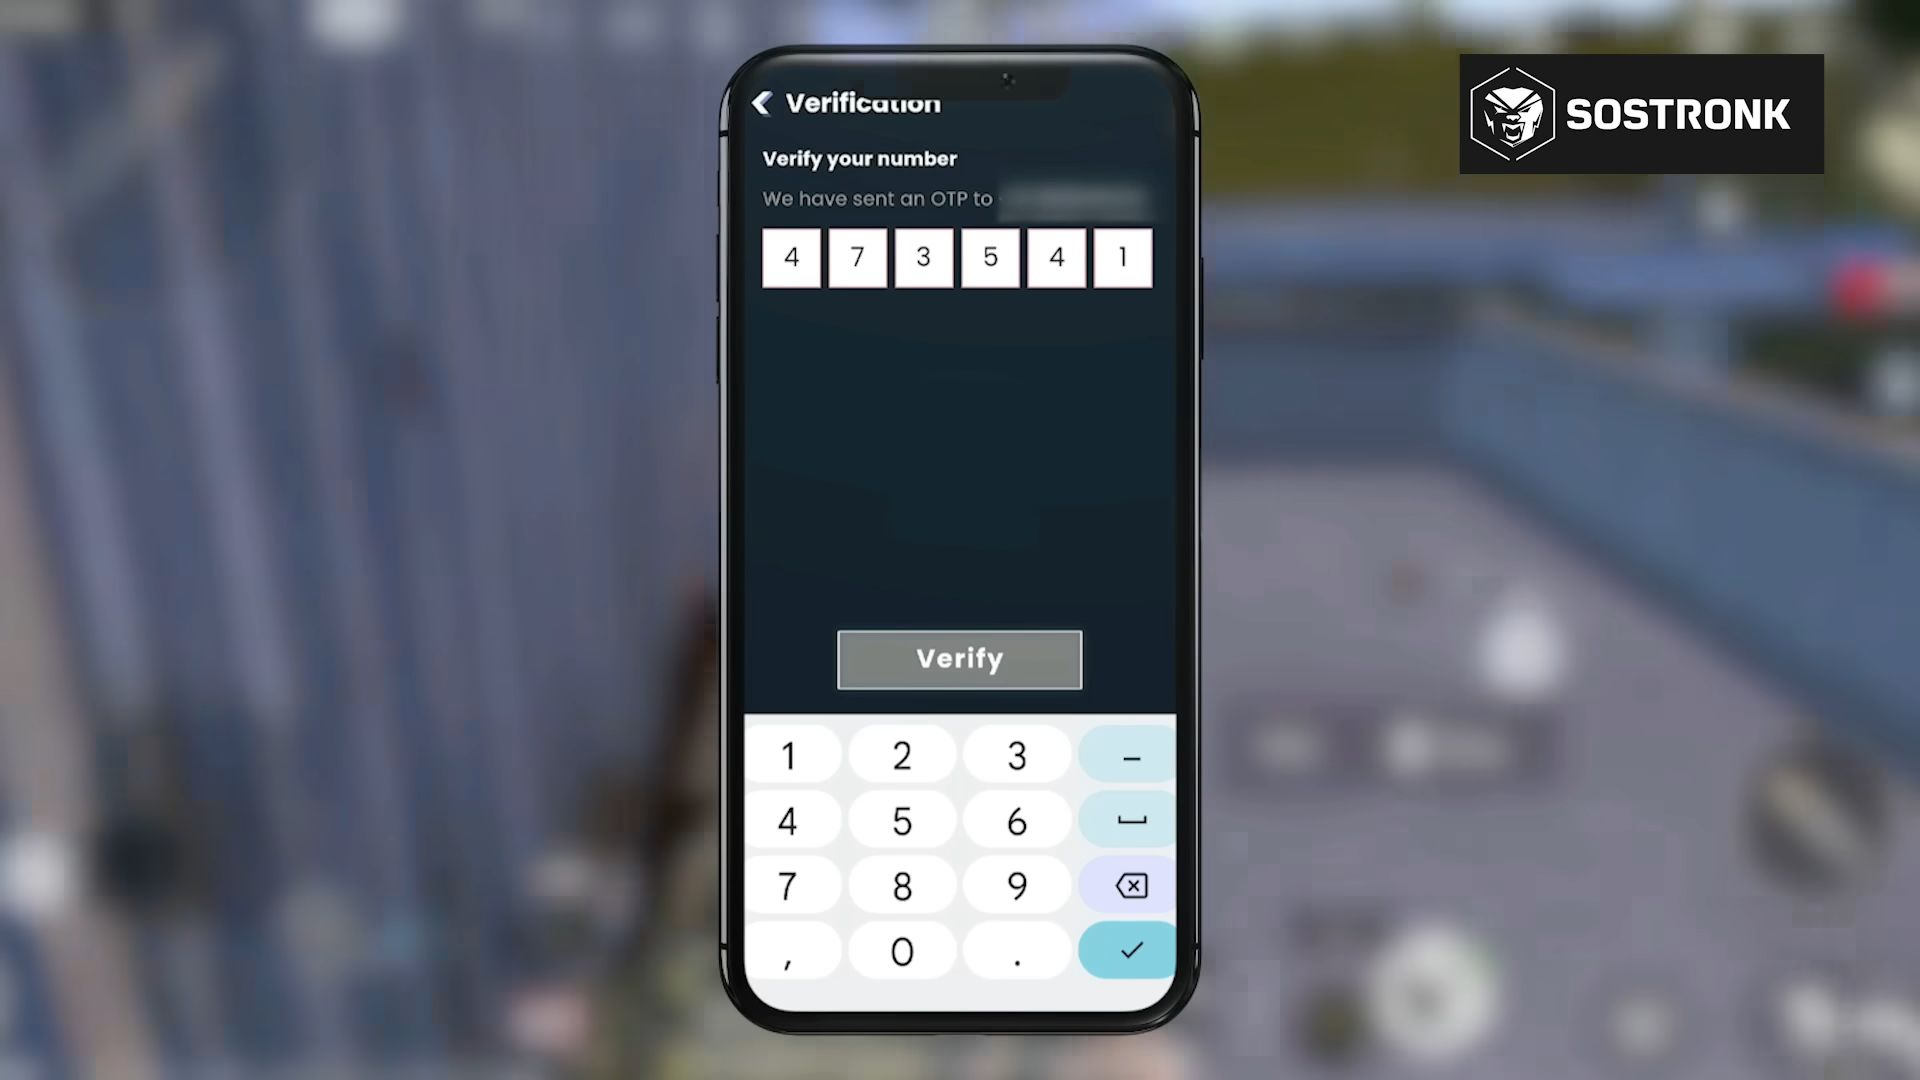 Verification
SOSTRONK
Verify your number
We have sent an OTP to
4 7 3 5 4 1
Verify
1 2 3 –
4 5 6
7 8 9
, 0 .